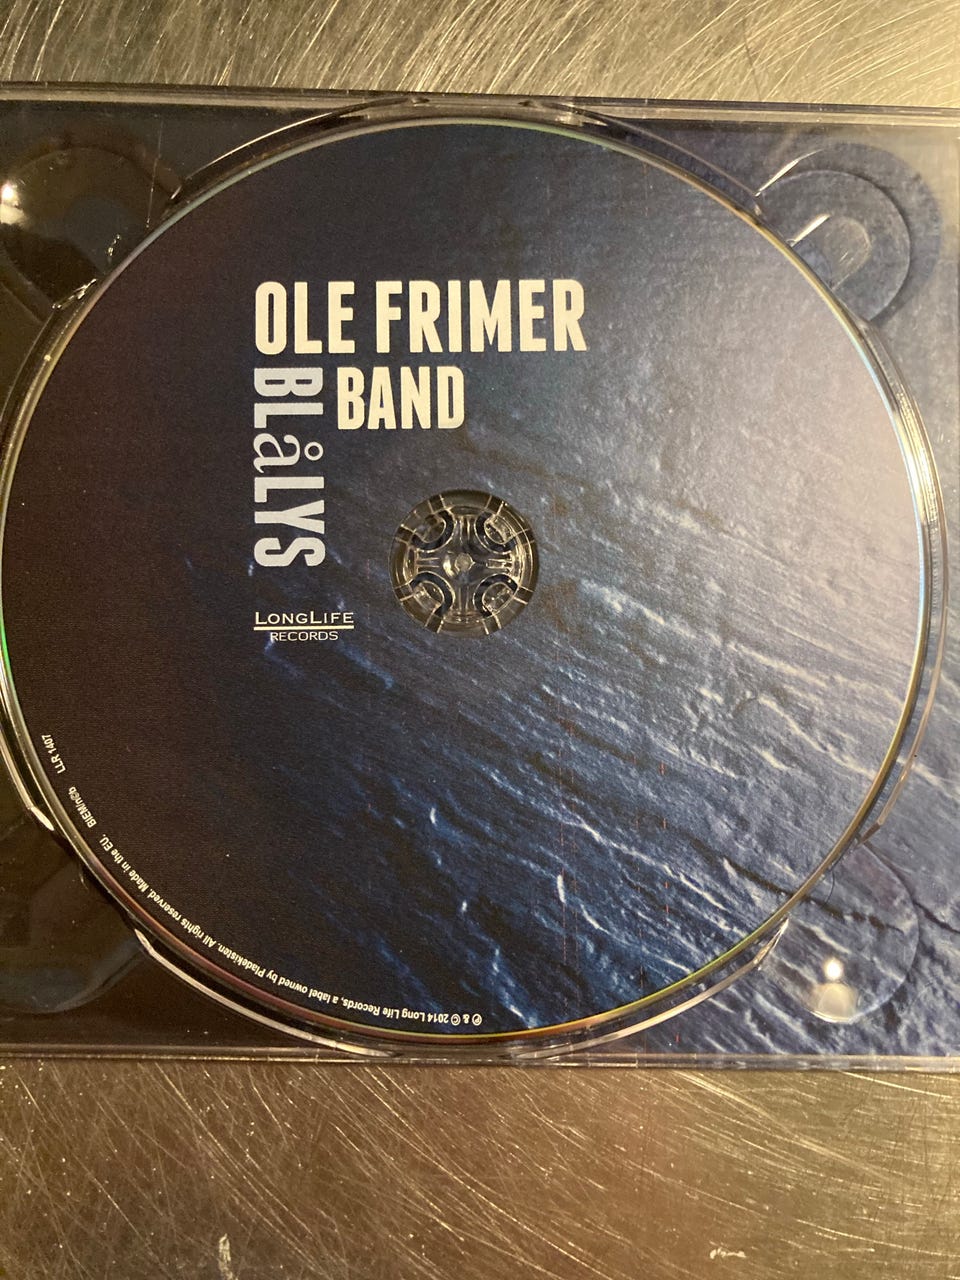 OLE FRIMER
BAND
BLåLYS
LONGLIFE
RECORDS
℗ & © 2014 Long Life Records, a label owned by Pladekisten. All rights reserved. Made in the EU. BIEM/n©b LLR 1407